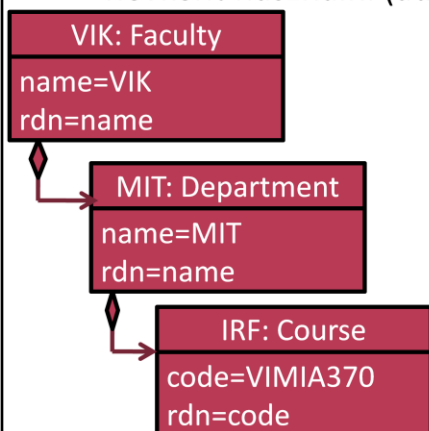 VIK: Faculty
name=VIK
rdn=name
MIT: Department
name=MIT
rdn=name
IRF: Course
code=VIMIA370
rdn=code